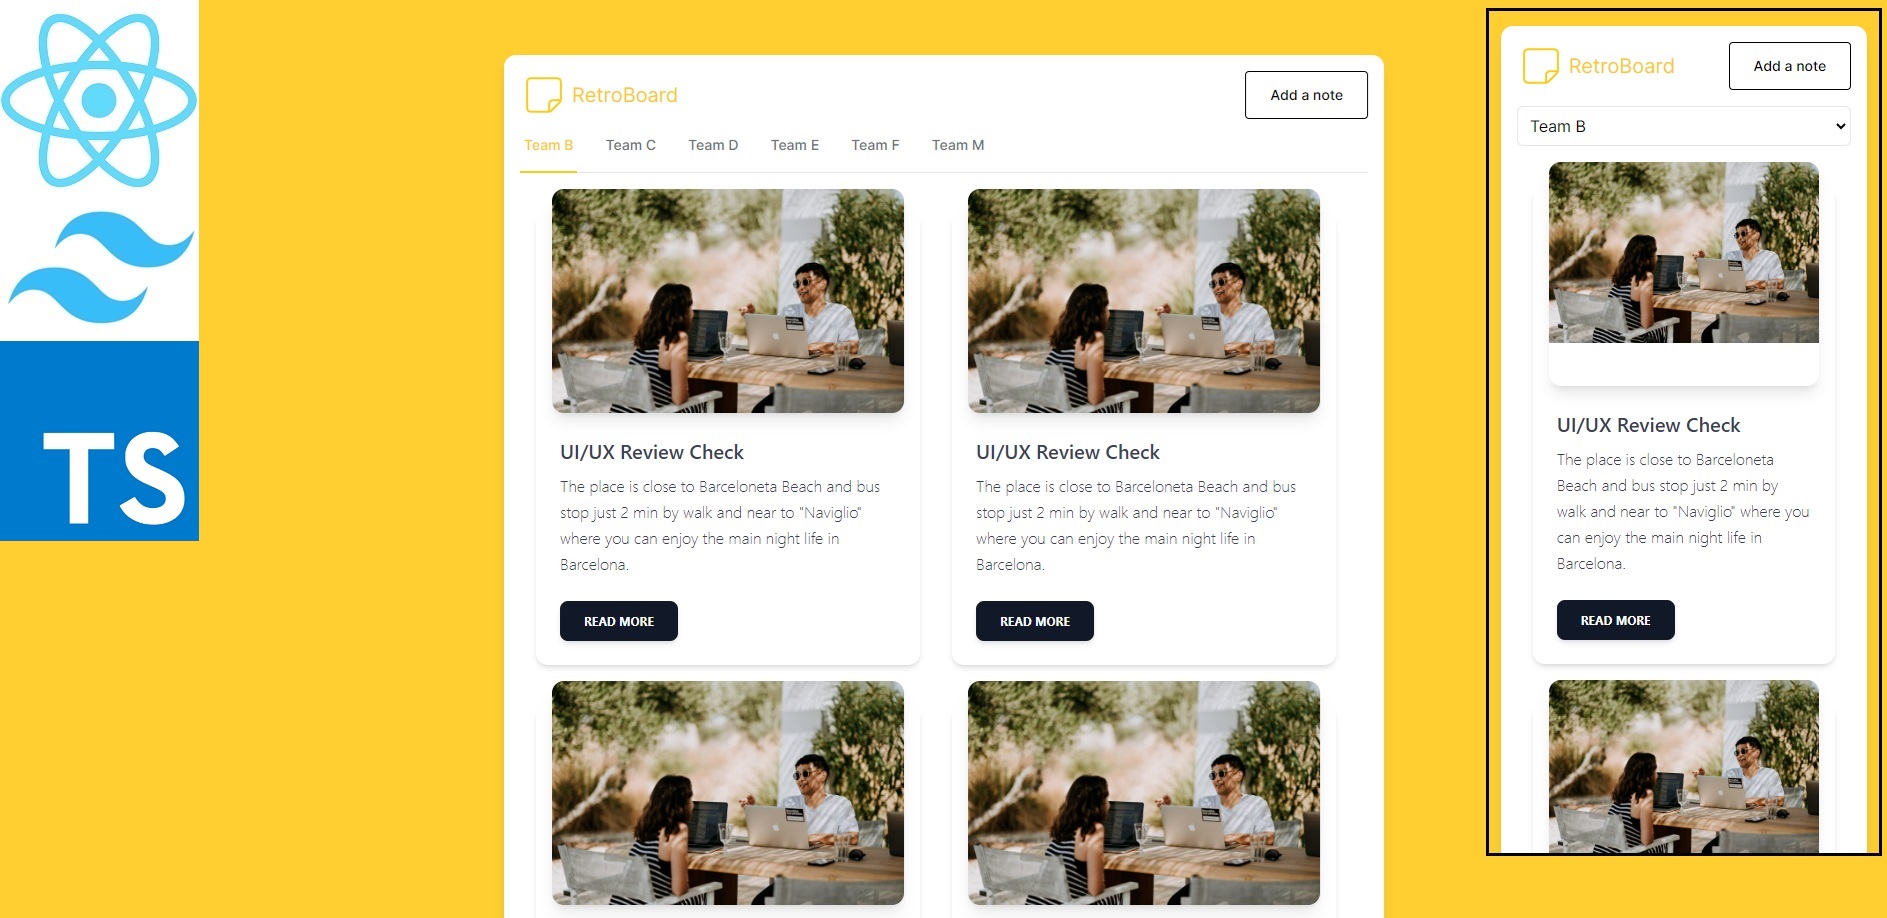 TS
RetroBoard
Add a note
Team B
Team C
Team D
Team E
Team F
Team M
UI/UX Review Check
The place is close to Barceloneta Beach and bus
stop just 2 min by walk and near to "Naviglio"
where you can enjoy the main night life in
Barcelona.
READ MORE
UI/UX Review Check
The place is close to Barceloneta Beach and bus
stop just 2 min by walk and near to "Naviglio"
where you can enjoy the main night life in
Barcelona.
READ MORE
RetroBoard
Add a note
Team B
UI/UX Review Check
The place is close to Barceloneta
Beach and bus stop just 2 min by
walk and near to "Naviglio" where you
can enjoy the main night life in
Barcelona.
READ MORE